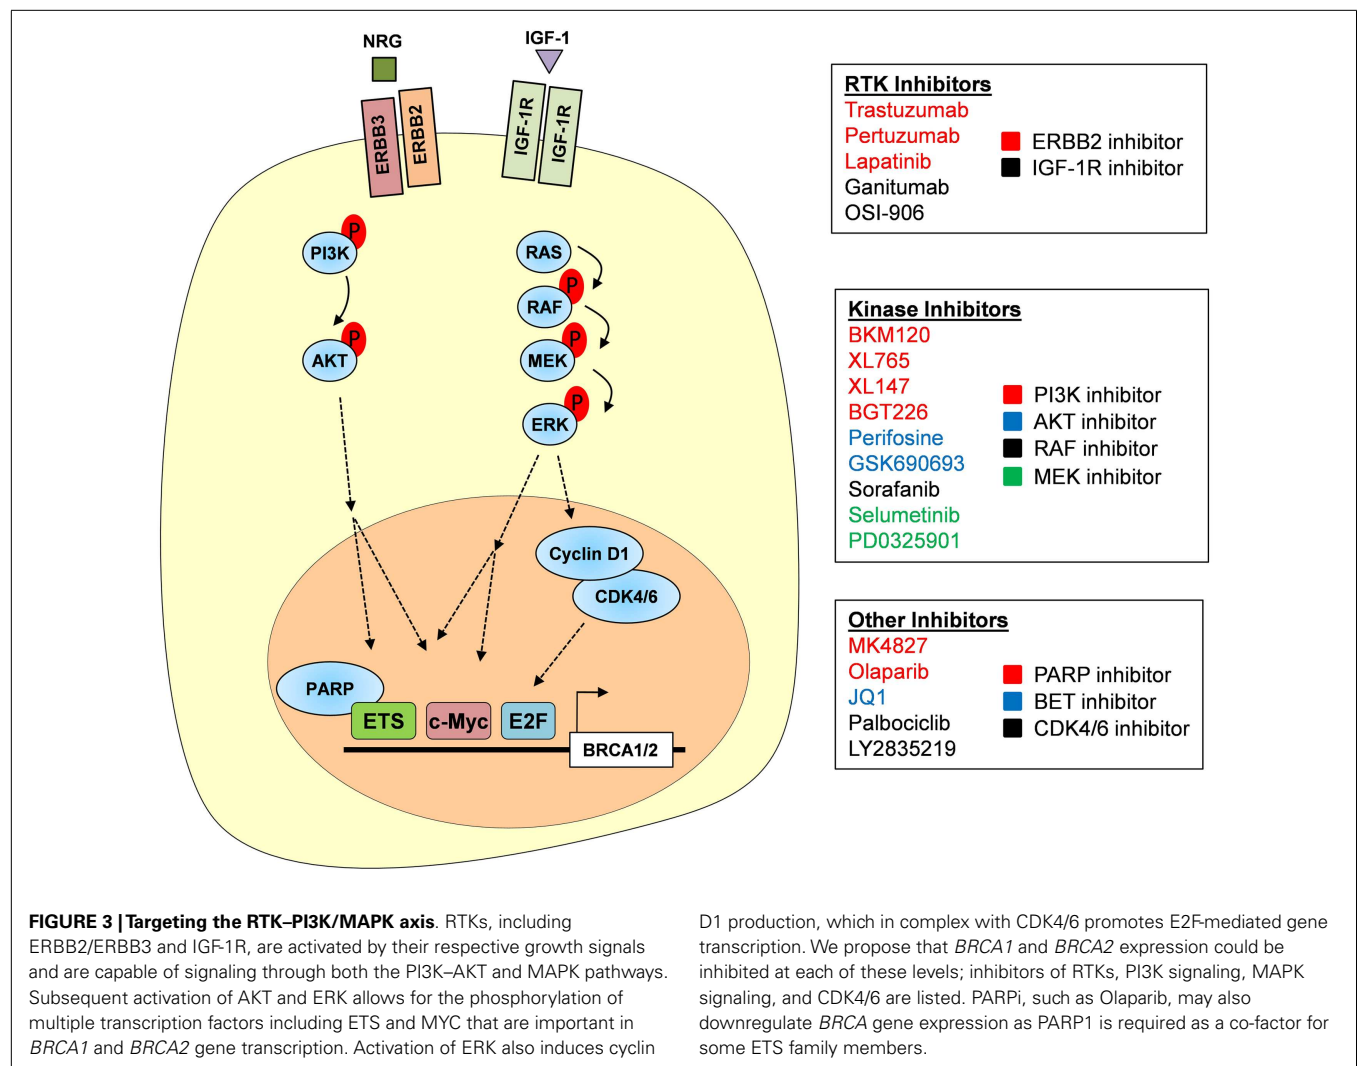 NRG
IGF-1
ERBB3
ERBB2
IGF-1R
IGF-1R
PI3K
P
AKT
P
RAS
RAF
P
MEK
P
ERK
P
Cyclin D1
CDK4/6
PARP
ETS
c-Myc
E2F
BRCA1/2
RTK Inhibitors
Trastuzumab
Pertuzumab
Lapatinib
Ganitumab
OSI-906
ERBB2 inhibitor
IGF-1R inhibitor
Kinase Inhibitors
BKM120
XL765
XL147
BGT226
Perifosine
GSK690693
Sorafanib
Selumetinib
PD0325901
PI3K inhibitor
AKT inhibitor
RAF inhibitor
MEK inhibitor
Other Inhibitors
MK4827
Olaparib
JQ1
Palbociclib
LY2835219
PARP inhibitor
BET inhibitor
CDK4/6 inhibitor
FIGURE 3 | Targeting the RTK–PI3K/MAPK axis. RTKs, including
ERBB2/ERBB3 and IGF-1R, are activated by their respective growth signals
and are capable of signaling through both the PI3K–AKT and MAPK pathways.
Subsequent activation of AKT and ERK allows for the phosphorylation of
multiple transcription factors including ETS and MYC that are important in
BRCA1 and BRCA2 gene transcription. Activation of ERK also induces cyclin
D1 production, which in complex with CDK4/6 promotes E2F-mediated gene
transcription. We propose that BRCA1 and BRCA2 expression could be
inhibited at each of these levels; inhibitors of RTKs, PI3K signaling, MAPK
signaling, and CDK4/6 are listed. PARPi, such as Olaparib, may also
downregulate BRCA gene expression as PARP1 is required as a co-factor for
some ETS family members.